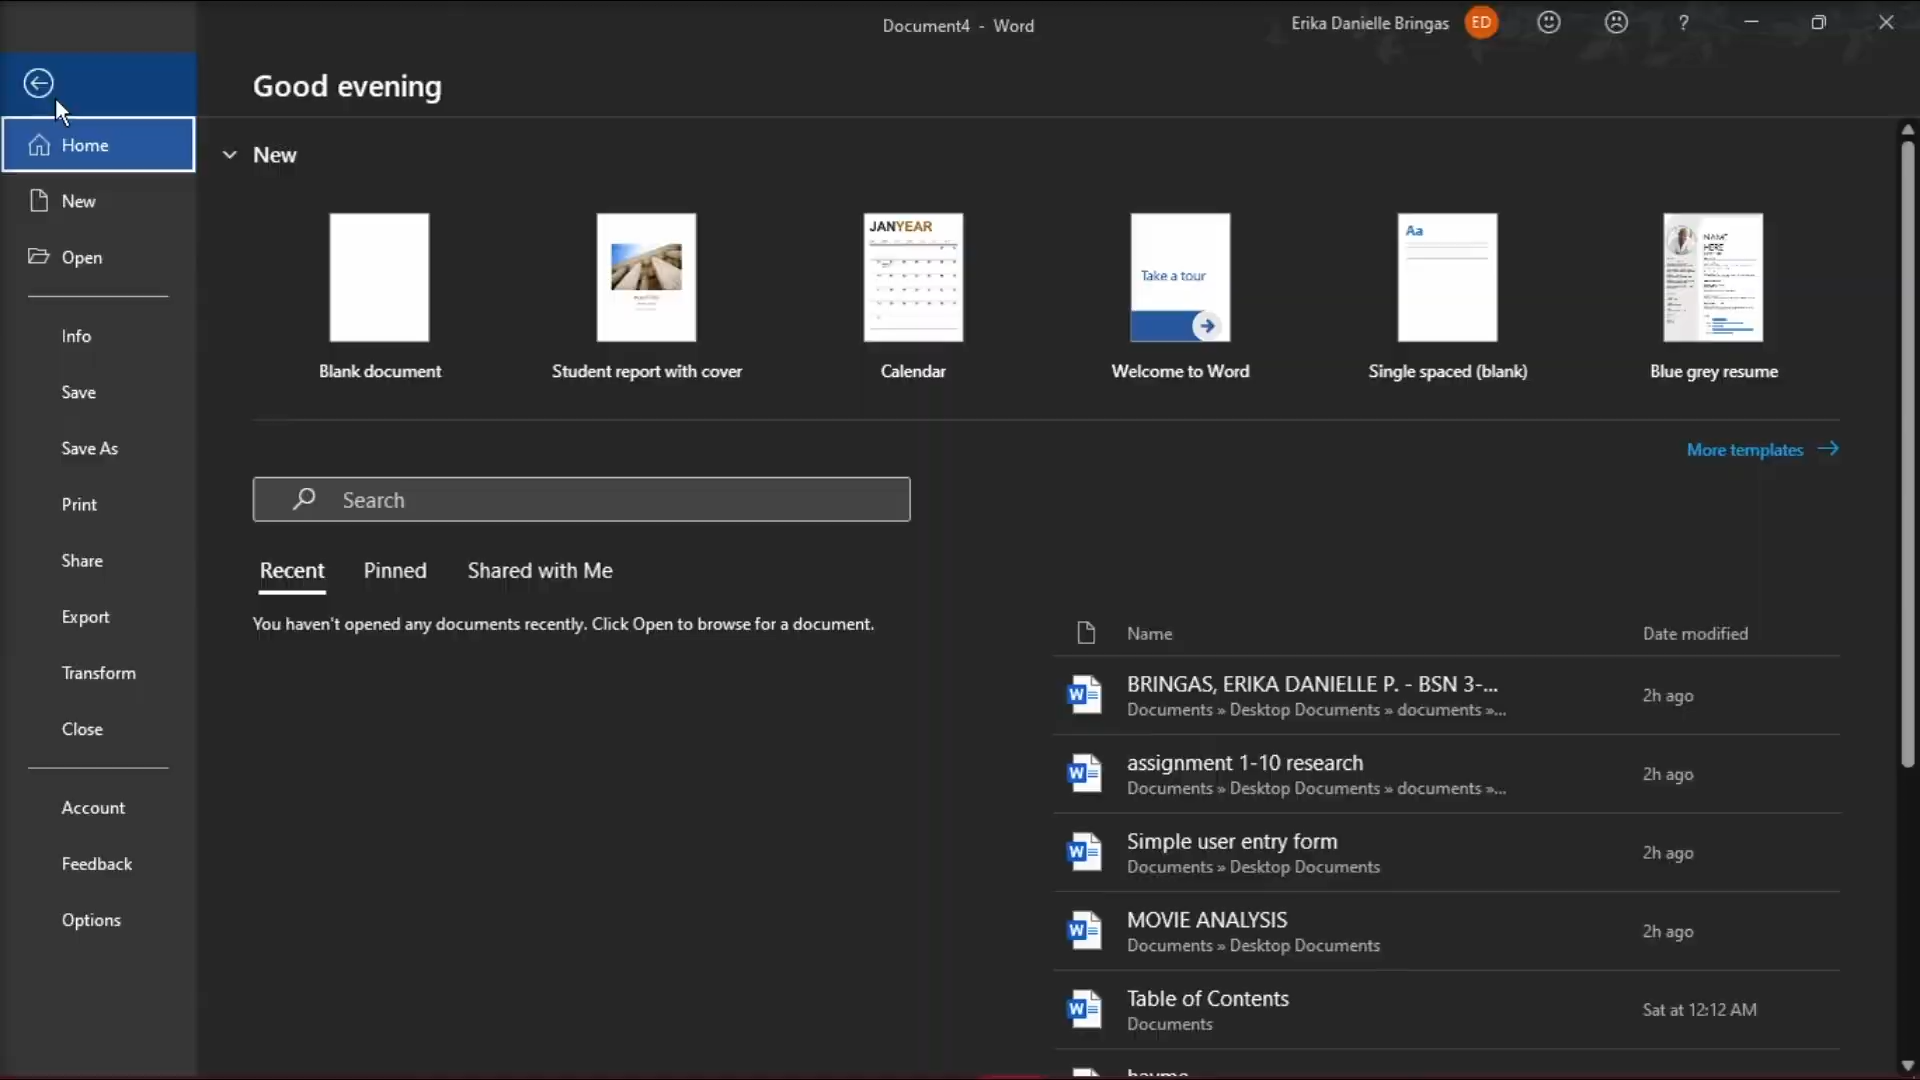 Document4 - Word
Erika Danielle Bringas
ED
?
Good evening
Home
New
Open
Info
Save
Save As
Print
Share
Export
Transform
Close
Account
Feedback
Options
New
JANYEAR
Take a tour
Aa
NAME
HERE
Blank document
Student report with cover
Calendar
Welcome to Word
Single spaced (blank)
Blue grey resume
More templates
Search
Recent
Pinned
Shared with Me
You haven't opened any documents recently. Click Open to browse for a document.
Name
Date modified
BRINGAS, ERIKA DANIELLE P. - BSN 3-...
Documents » Desktop Documents » documents »...
2h ago
assignment 1-10 research
Documents » Desktop Documents » documents »...
2h ago
Simple user entry form
Documents » Desktop Documents
2h ago
MOVIE ANALYSIS
Documents » Desktop Documents
2h ago
Table of Contents
Documents
Sat at 12:12 AM